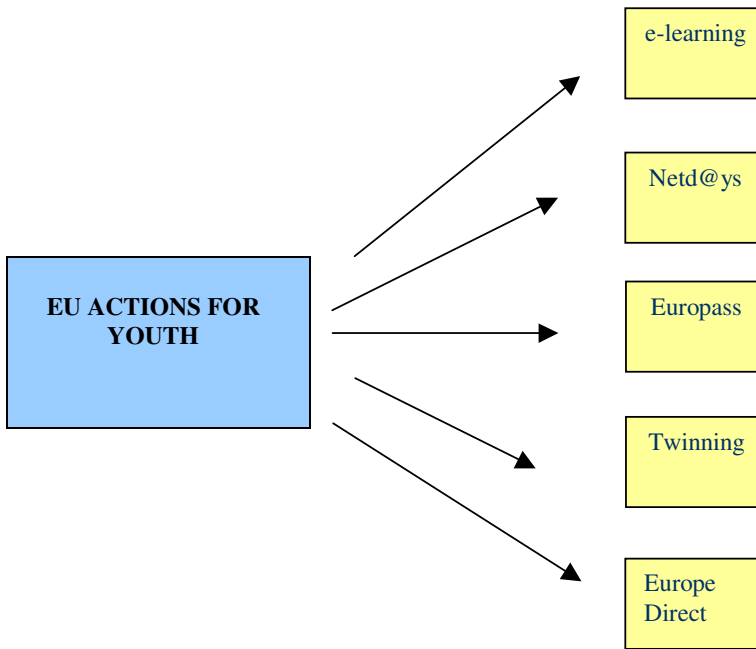 e-learning
Netd@ys
EU ACTIONS FOR
YOUTH
Europass
Twinning
Europe
Direct